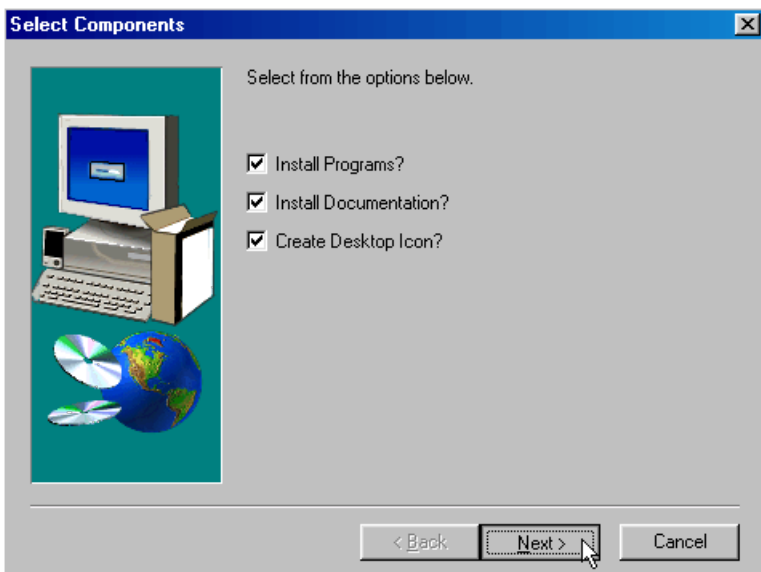 Select Components
Select from the options below.
Install Programs?
Install Documentation?
Create Desktop Icon?
< Back
Next >
Cancel